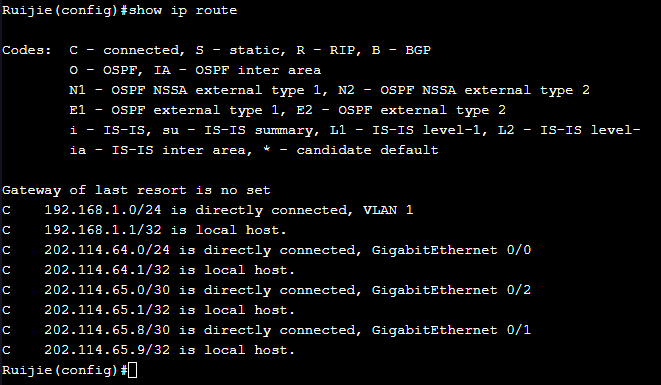 Ruijie(config)#show ip route
Codes:  C - connected, S - static, R - RIP, B - BGP
O - OSPF, IA - OSPF inter area
N1 - OSPF NSSA external type 1, N2 - OSPF NSSA external type 2
E1 - OSPF external type 1, E2 - OSPF external type 2
i - IS-IS, su - IS-IS summary, L1 - IS-IS level-1, L2 - IS-IS level-
ia - IS-IS inter area, * - candidate default
Gateway of last resort is no set
C    192.168.1.0/24 is directly connected, VLAN 1
C    192.168.1.1/32 is local host.
C    202.114.64.0/24 is directly connected, GigabitEthernet 0/0
C    202.114.64.1/32 is local host.
C    202.114.65.0/30 is directly connected, GigabitEthernet 0/2
C    202.114.65.1/32 is local host.
C    202.114.65.8/30 is directly connected, GigabitEthernet 0/1
C    202.114.65.9/32 is local host.
Ruijie(config)#